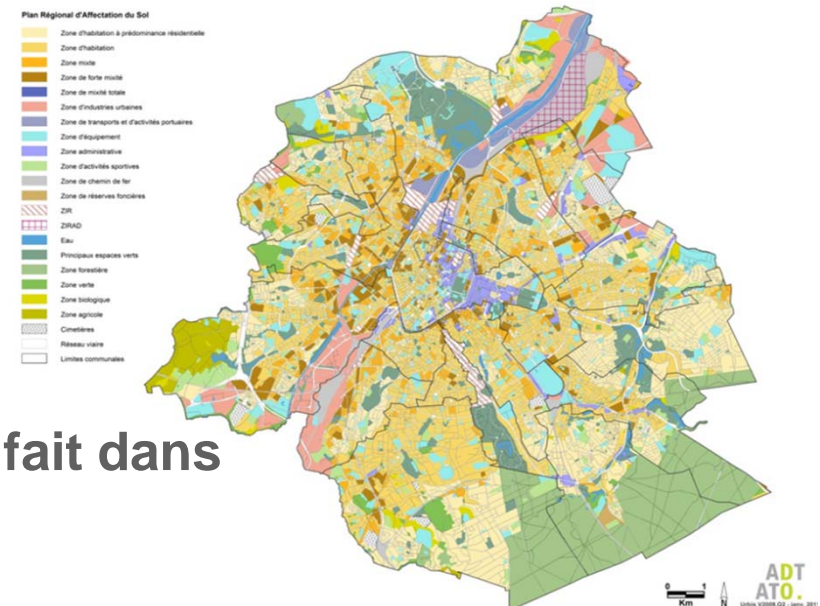 Plan Régional d'Affectation du Sol
Zone d'habitation à prédominance résidentielle
Zone d'habitation
Zone mixte
Zone de forte mixité
Zone de mixité totale
Zone d'industries urbaines
Zone de transports et d'activités portuaires
Zone d'équipement
Zone administrative
Zone d'activités sportives
Zone de chemin de fer
Zone de réserves foncières
ZIR
ZIRAD
Eau
Principaux espaces verts
Zone forestière
Zone verte
Zone biologique
Zone agricole
Cimetières
Réseau viaire
Limites communales
fait dans
0 1
Km
N
ADT
ATO.